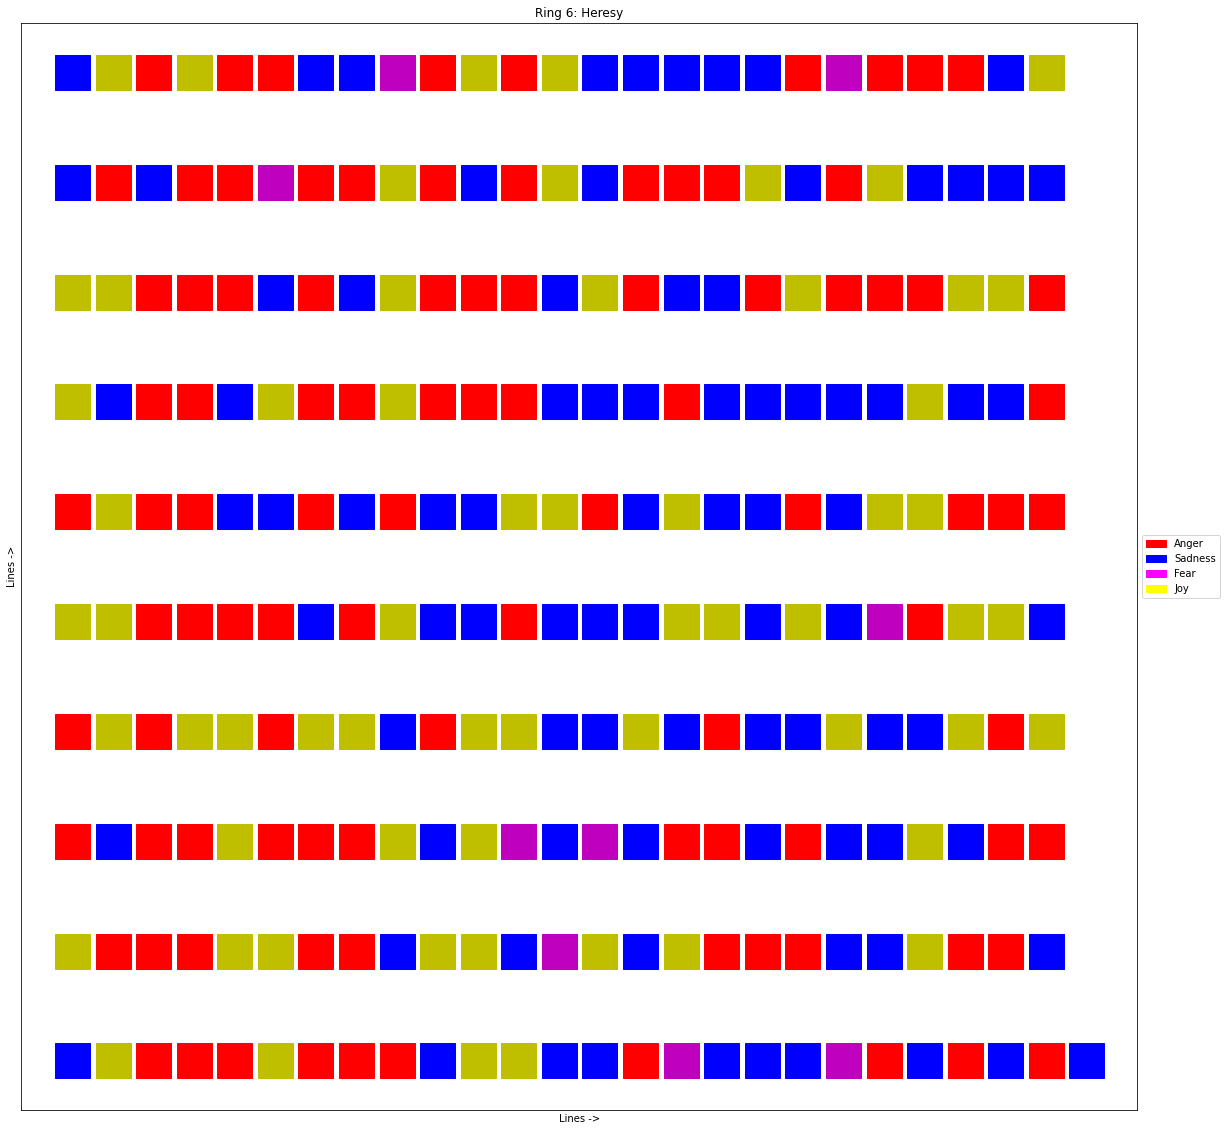 Ring 6: Heresy
Lines ->
Anger
Sadness
Fear
Joy
Lines ->